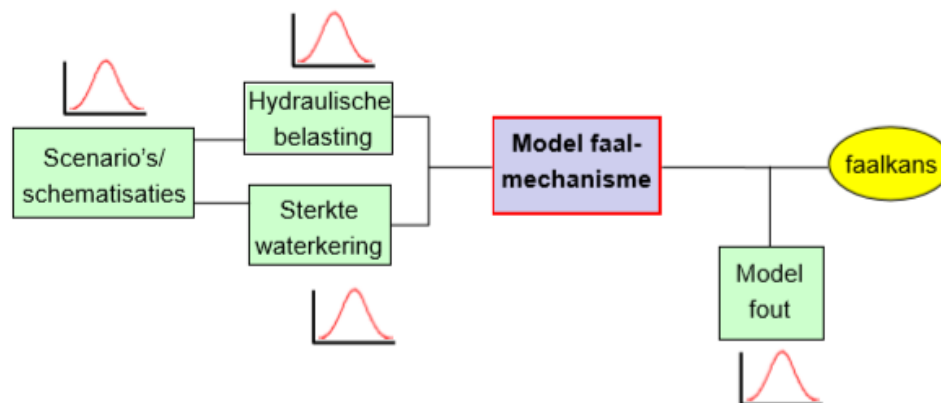 Scenario's/
schematisaties
Hydraulische
belasting
Sterkte
waterkering
Model faal-
mechanisme
Model
fout
faalkans